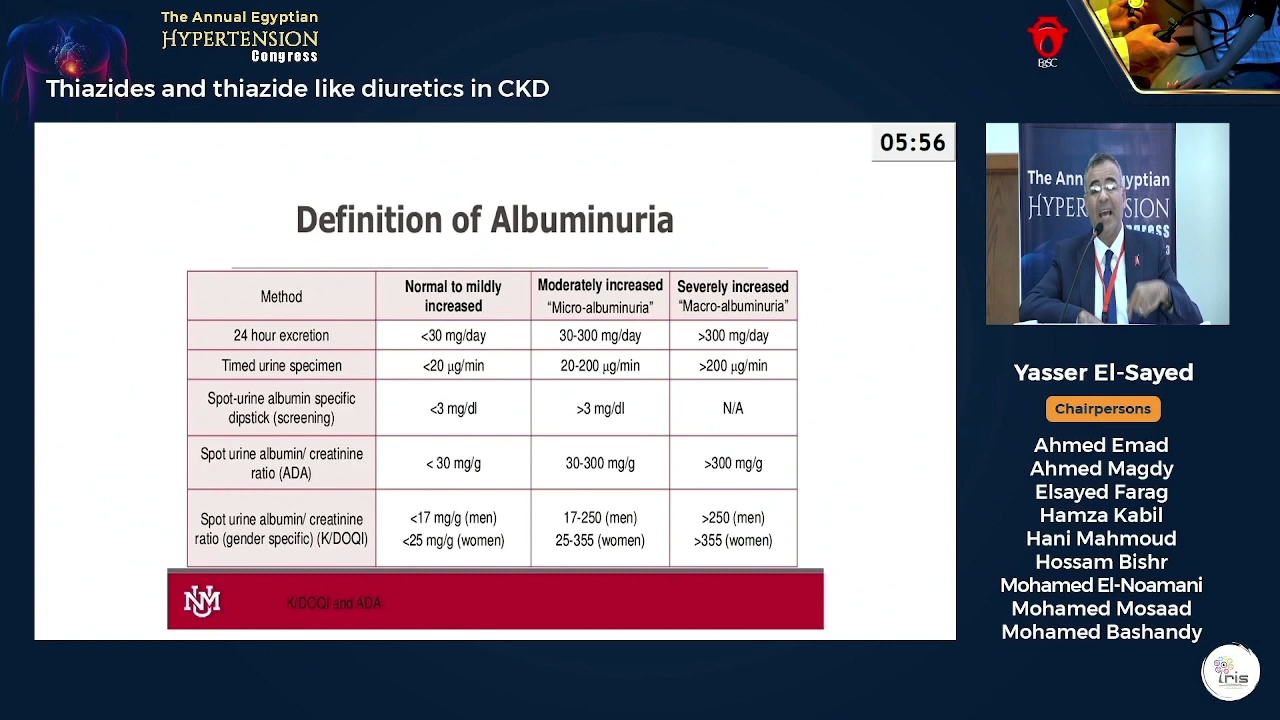 The Annual Egyptian
HYPERTENSION
Congress
EgSC
Thiazides and thiazide like diuretics in CKD
05:56
Definition of Albuminuria
Method
Normal to mildly
increased
Moderately increased
“Micro-albuminuria”
Severely increased
“Macro-albuminuria”
24 hour excretion
<30 mg/day
30-300 mg/day
>300 mg/day
Timed urine specimen
<20 µg/min
20-200 µg/min
>200 µg/min
Spot-urine albumin specific
dipstick (screening)
<3 mg/dl
>3 mg/dl
N/A
Spot urine albumin/ creatinine
ratio (ADA)
< 30 mg/g
30-300 mg/g
>300 mg/g
Spot urine albumin/ creatinine
ratio (gender specific) (K/DOQI)
<17 mg/g (men)
<25 mg/g (women)
17-250 (men)
25-355 (women)
>250 (men)
>355 (women)
UNM
K/DOQI and ADA
The Ann yptian
HYPER ENSION
gress
3
Yasser El-Sayed
Chairpersons
Ahmed Emad
Ahmed Magdy
Elsayed Farag
Hamza Kabil
Hani Mahmoud
Hossam Bishr
Mohamed El-Noamani
Mohamed Mosaad
Mohamed Bashandy
iris